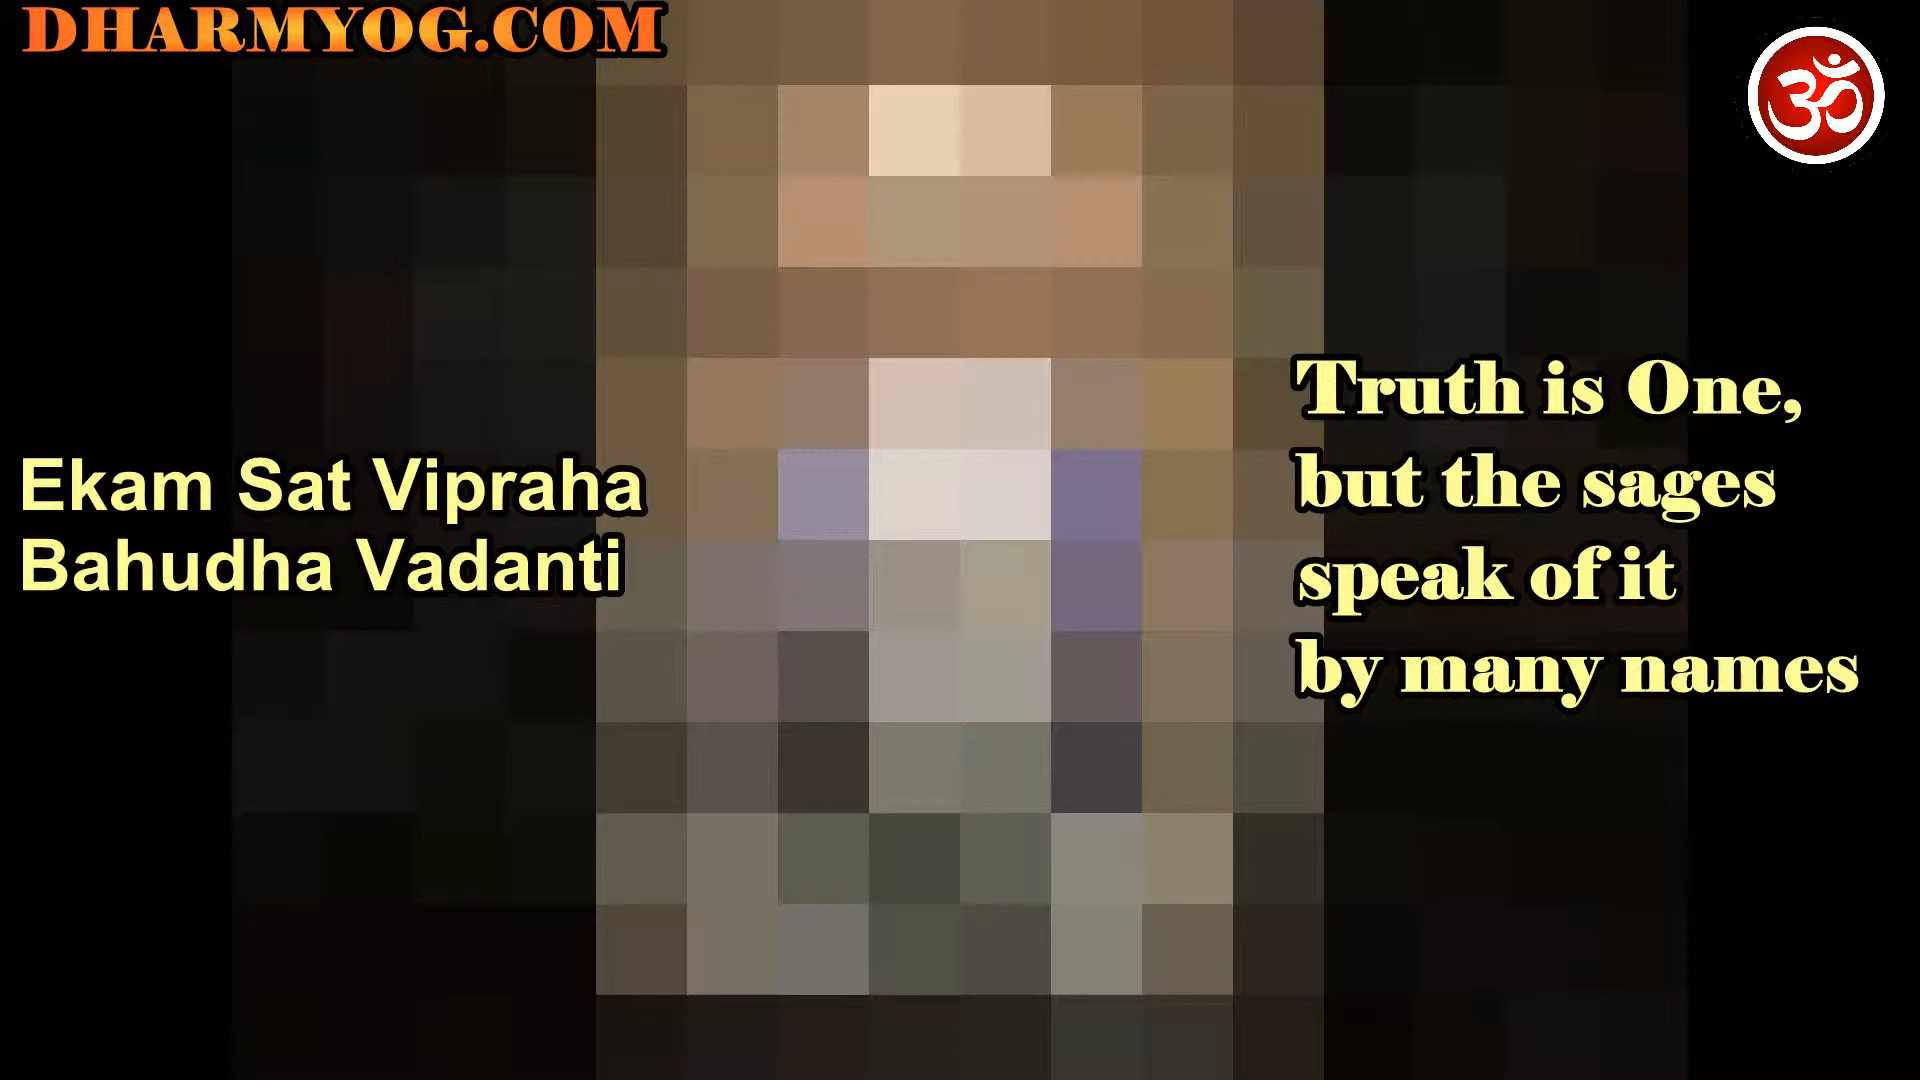 DHARMYOG.COM
ॐ
Ekam Sat Vipraha
Bahudha Vadanti
Truth is One,
but the sages
speak of it
by many names